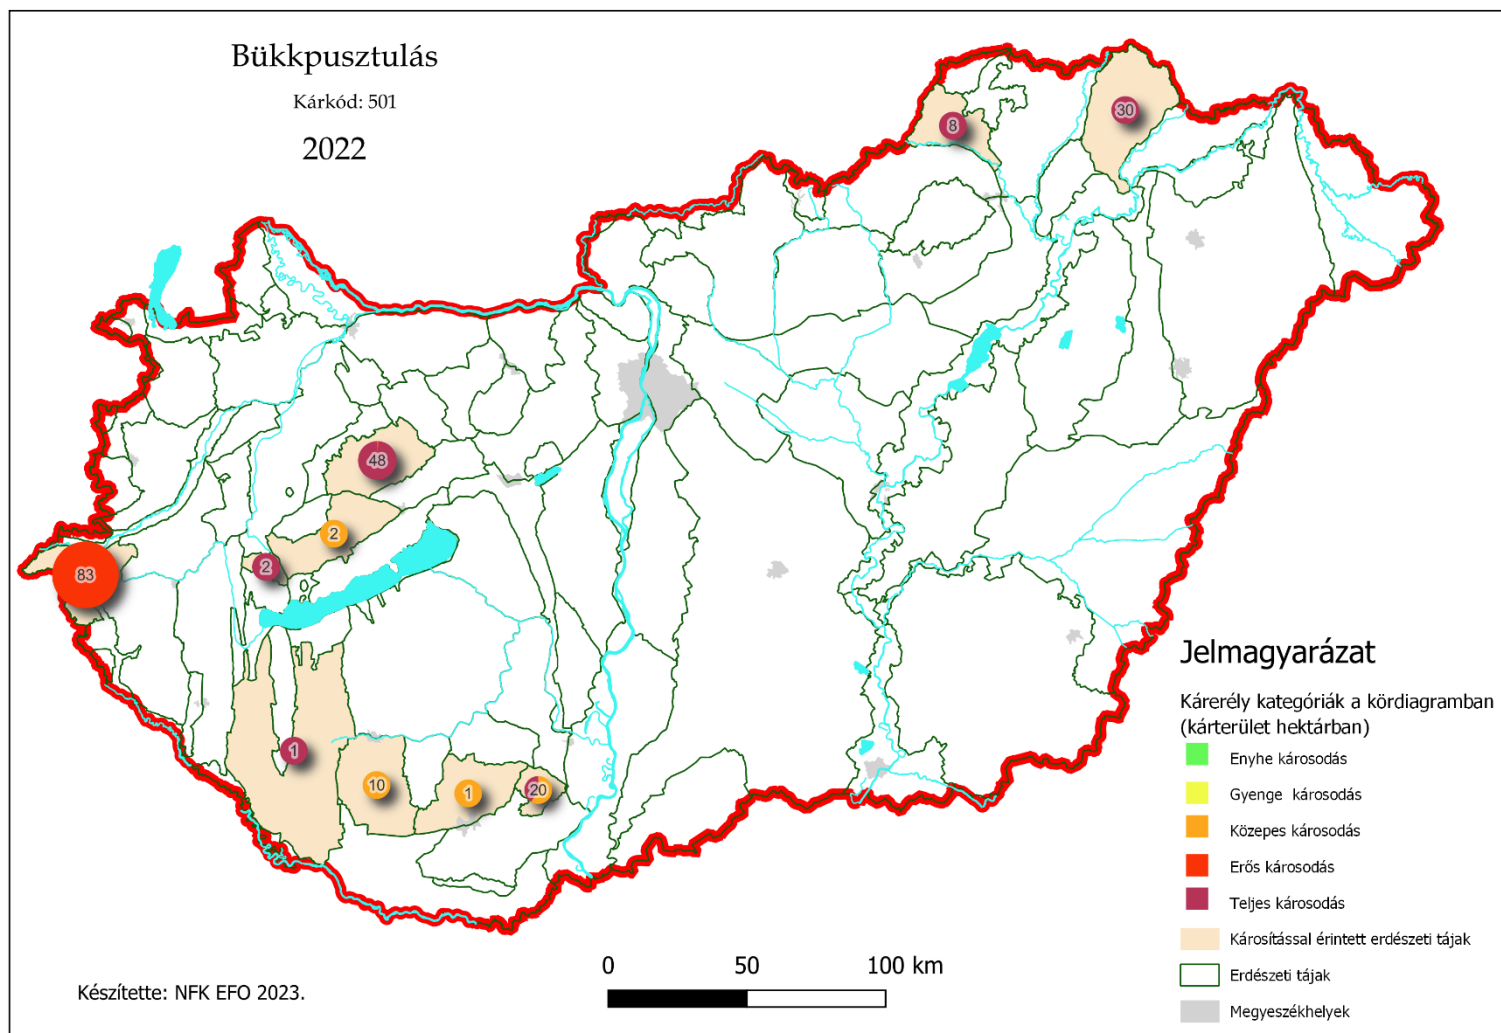 Bükkpusztulás
Kárkód: 501
2022
8
30
48
2
2
83
1
10
1
20
Jelmagyarázat
Kárerély kategóriák a kördiagramban
(kárterület hektárban)
Enyhe károsodás
Gyenge károsodás
Közepes károsodás
Erős károsodás
Teljes károsodás
Károsítással érintett erdészeti tájak
Erdészeti tájak
Megyeszékhelyek
0 50 100 km
Készítette: NFK EFO 2023.